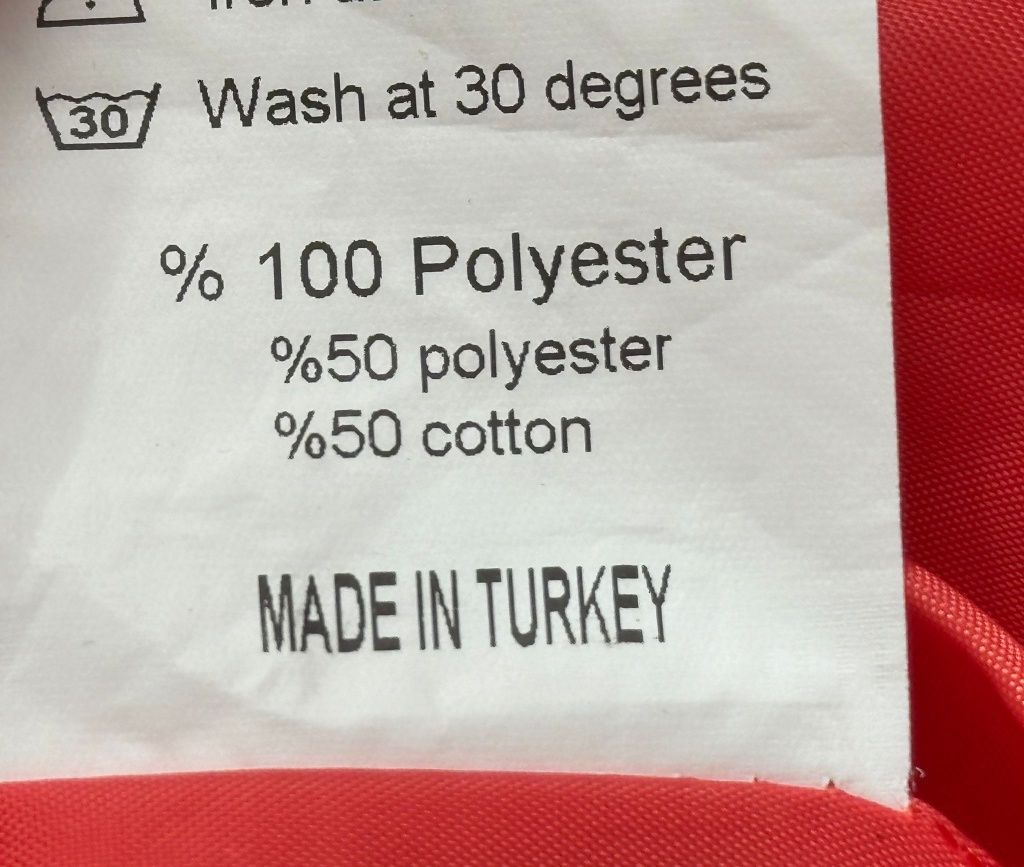 30 Wash at 30 degrees
% 100 Polyester
%50 polyester
%50 cotton
MADE IN TURKEY